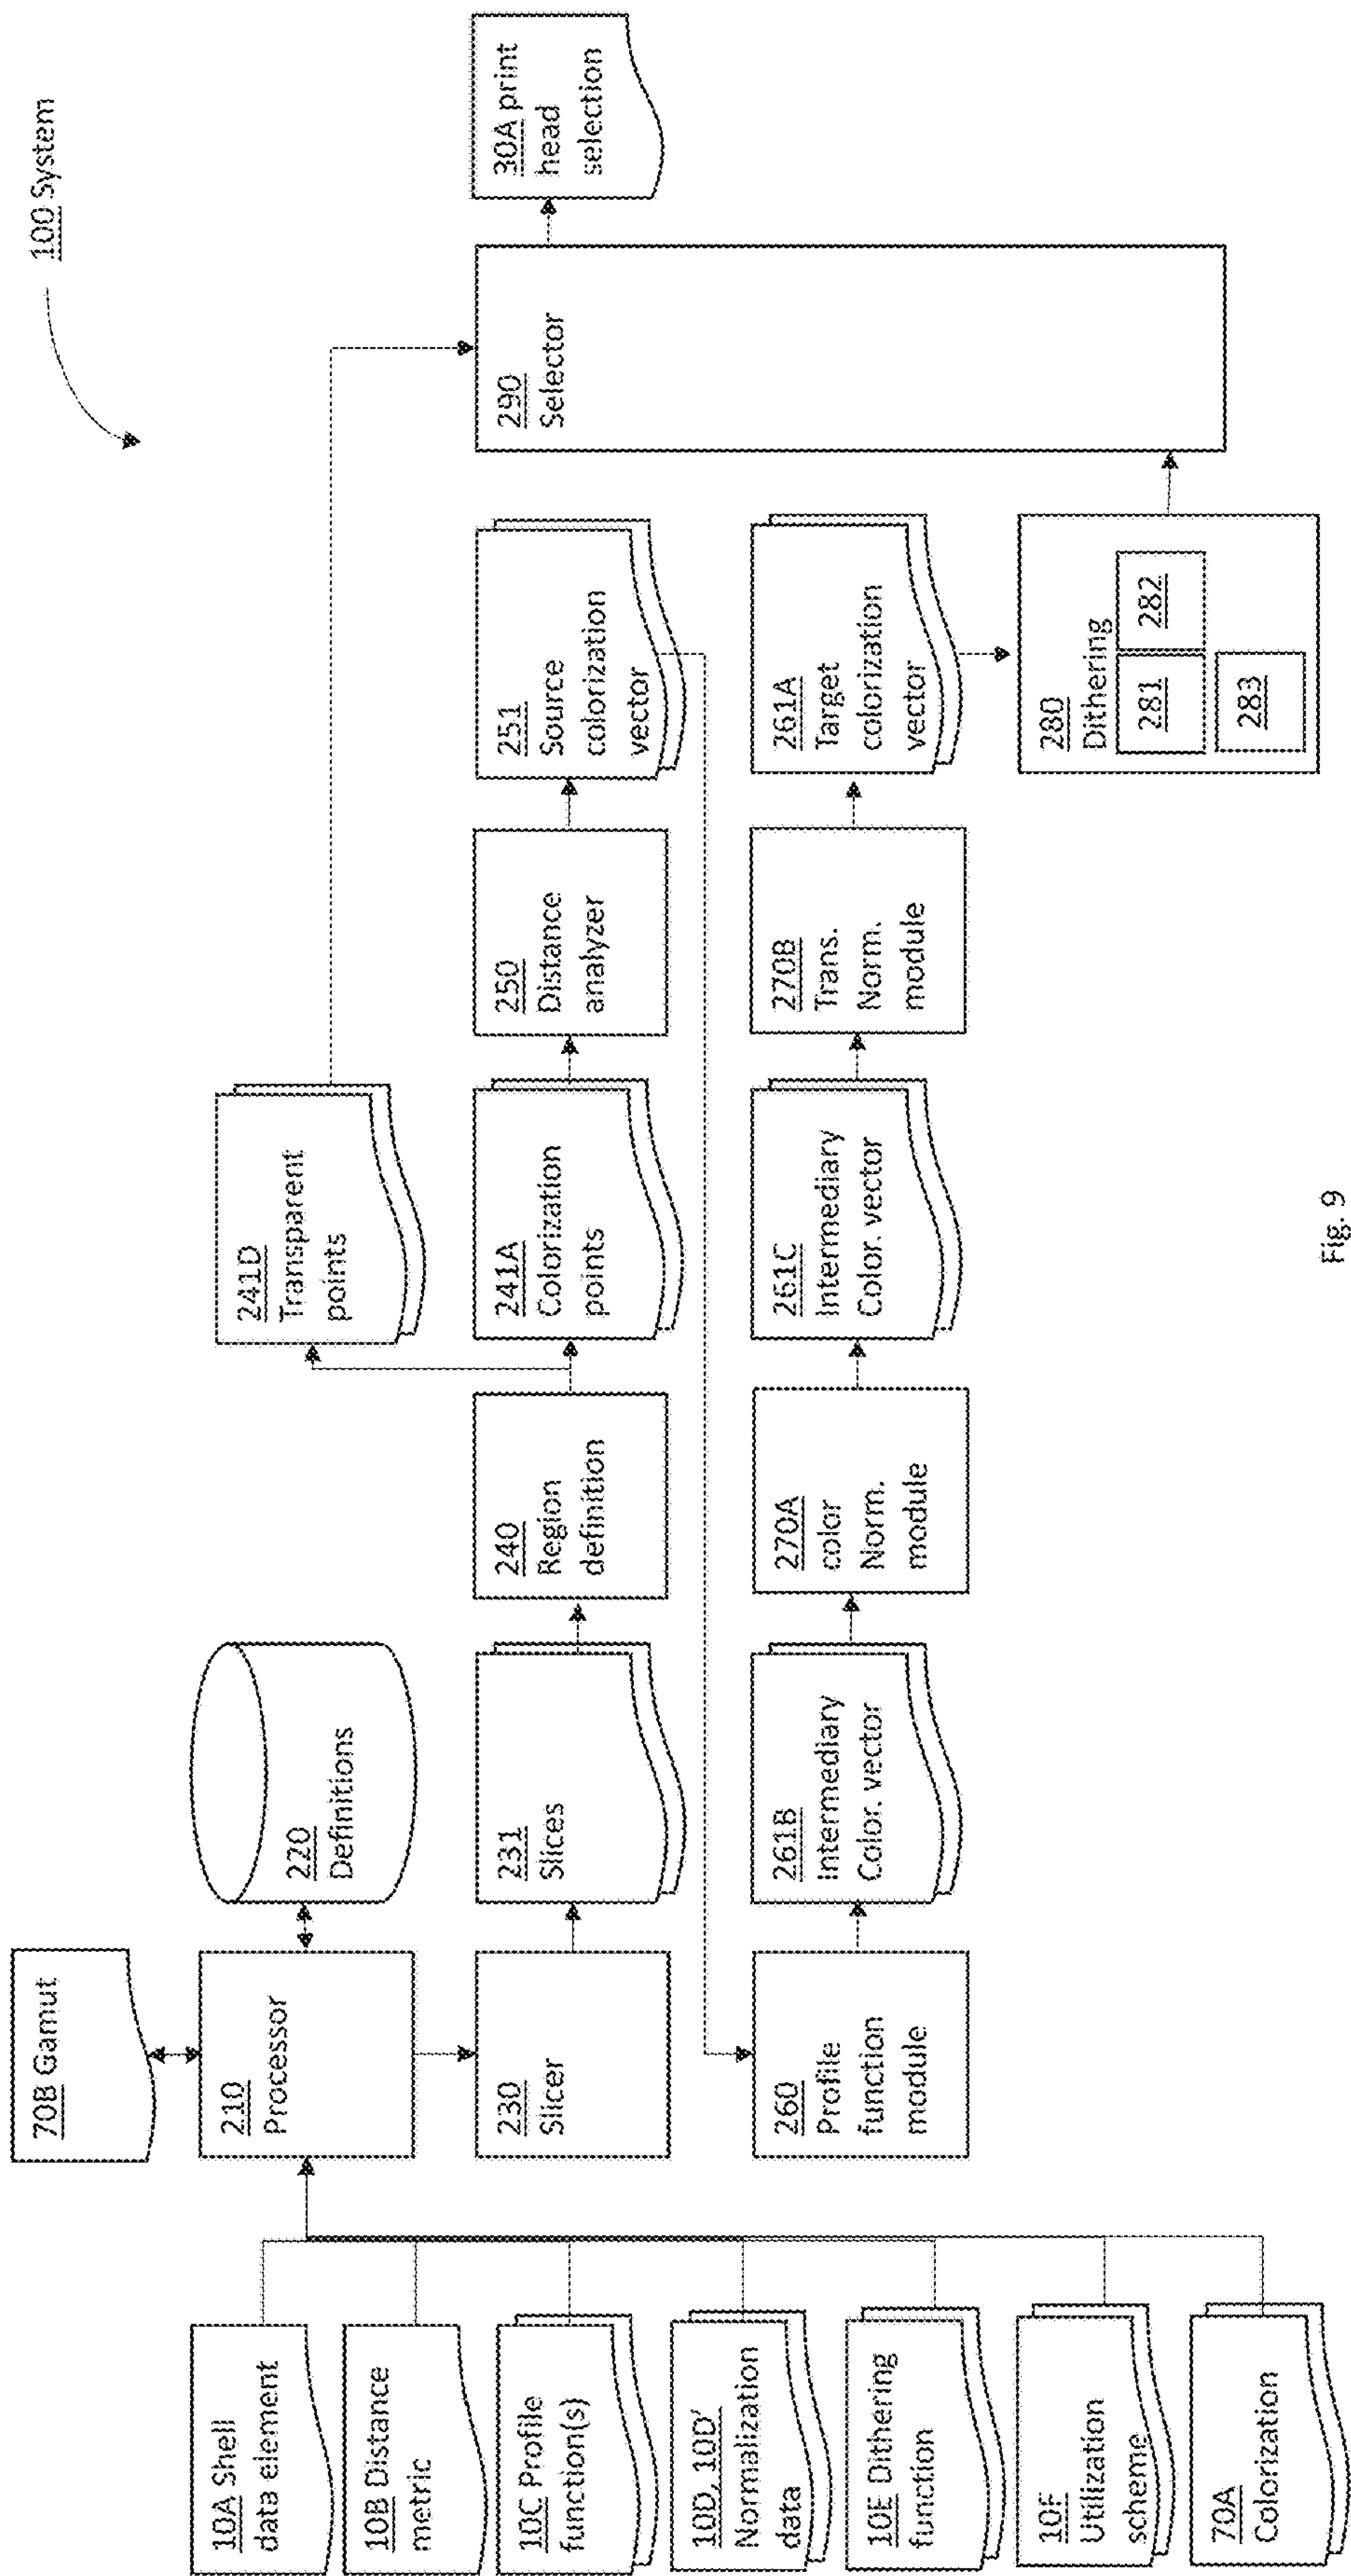 100 System
70B Gamut
210
Processor
220
Definitions
10A Shell
data element
10B Distance
metric
10C Profile
function(s)
10D, 10D'
Normalization
data
10E Dithering
function
10F
Utilization
scheme
70A
Colorization
230
Slicer
231
Slices
240
Region
definition
241D
Transparent
points
241A
Colorization
points
250
Distance
analyzer
251
Source
colorization
vector
260
Profile
function
module
261B
Intermediary
Color. vector
270A
color
Norm.
module
261C
Intermediary
Color. vector
270B
Trans.
Norm.
module
261A
Target
colorization
vector
280
Dithering
281
282
283
290
Selector
30A print
head
selection
Fig. 9